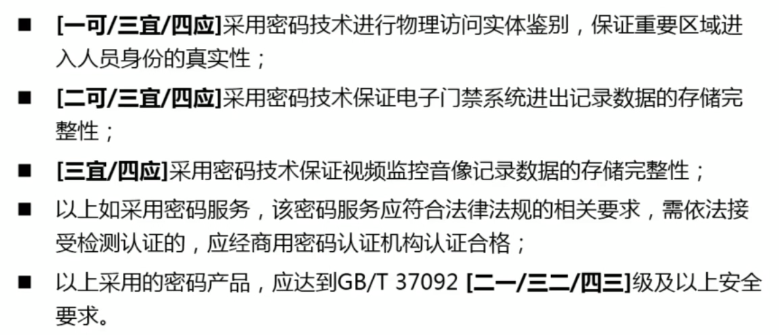 ■ [一可/三宜/四应]采用密码技术进行物理访问实体鉴别，保证重要区域进
入人员身份的真实性；
■ [二可/三宜/四应]采用密码技术保证电子门禁系统进出记录数据的存储完
整性；
■ [三宜/四应]采用密码技术保证视频监控音像记录数据的存储完整性；
■ 以上如采用密码服务，该密码服务应符合法律法规的相关要求，需依法接
受检测认证的，应经商用密码认证机构认证合格；
■ 以上采用的密码产品，应达到GB/T 37092 [二一/三二/四三]级及以上安全
要求。